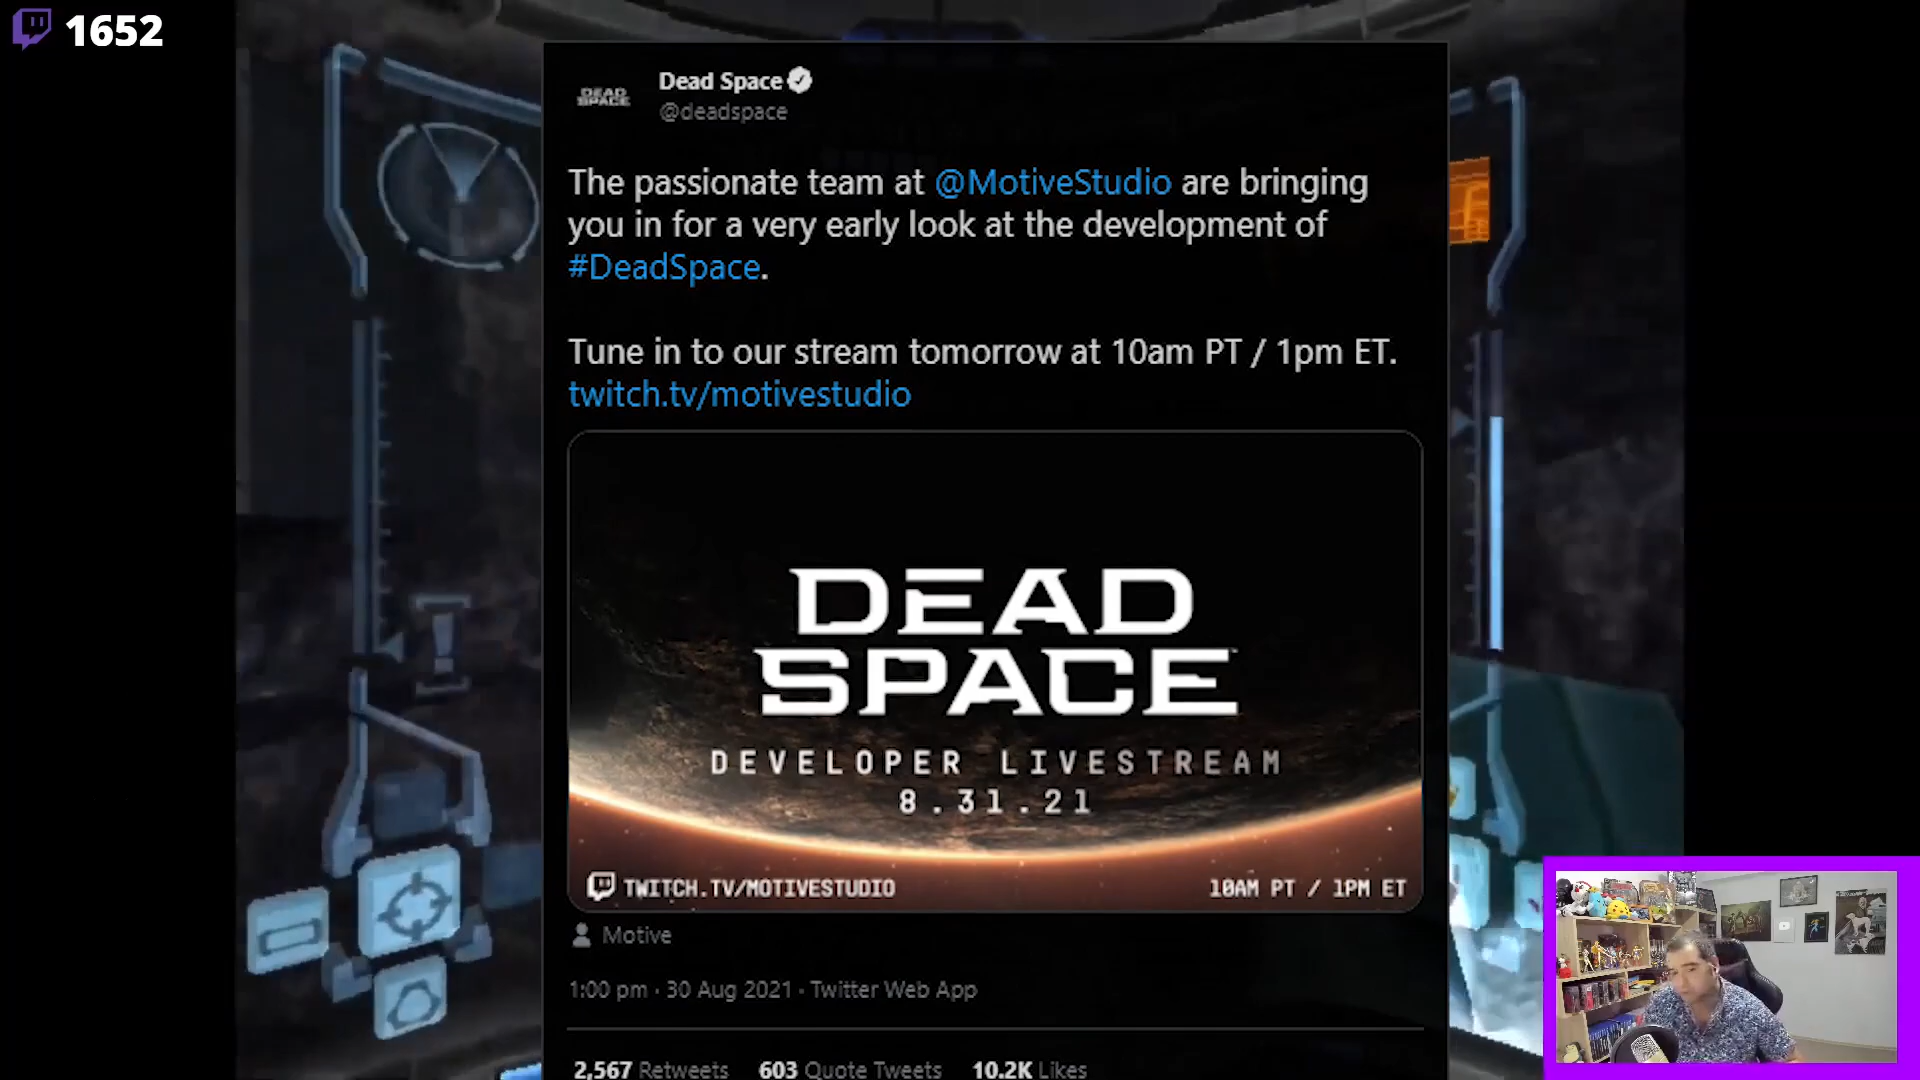 1652
DEAD
SPACE
Dead Space
@deadspace
The passionate team at @MotiveStudio are bringing
you in for a very early look at the development of
#DeadSpace.
Tune in to our stream tomorrow at 10am PT / 1pm ET.
twitch.tv/motivestudio
DEAD
SPACE
DEVELOPER LIVESTREAM
8.31.21
TWITCH.TV/MOTIVESTUDIO
10AM PT / 1PM ET
Motive
1:00 pm · 30 Aug 2021 · Twitter Web App
2,567 Retweets 603 Quote Tweets 10.2K Likes